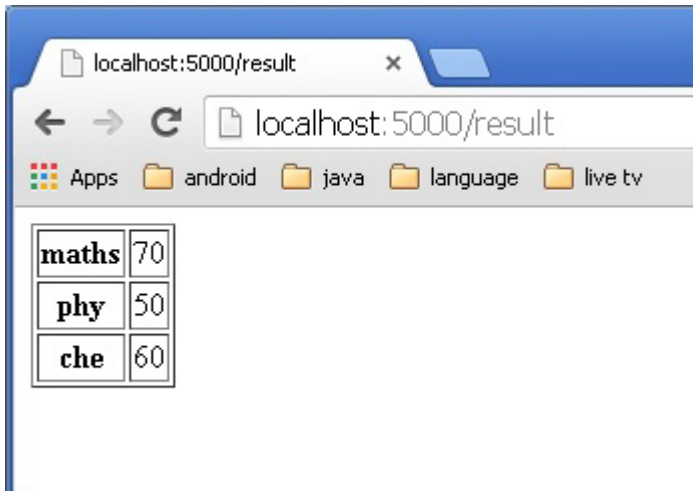 localhost:5000/result
localhost:5000/result
Apps android java language live tv
maths 70
phy 50
che 60